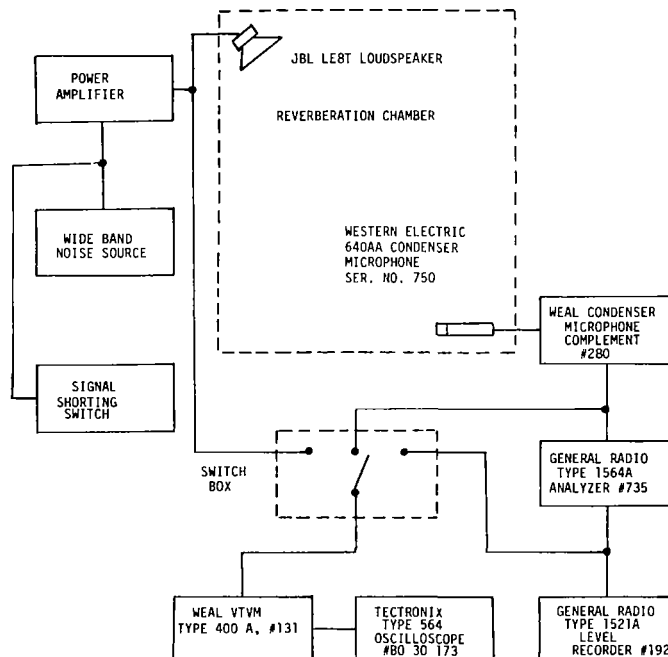 JBL LE8T LOUDSPEAKER
POWER
AMPLIFIER
REVERBERATION CHAMBER
WIDE BAND
NOISE SOURCE
WESTERN ELECTRIC
640AA CONDENSER
MICROPHONE
SER. NO. 750
WEAL CONDENSER
MICROPHONE
COMPLEMENT
#280
SIGNAL
SHORTING
SWITCH
SWITCH
BOX
GENERAL RADIO
TYPE 1564A
ANALYZER #735
WEAL VTVM
TYPE 400 A, #131
TECTRONIX
TYPE 564
OSCILLOSCOPE
#BO 30 173
GENERAL RADIO
TYPE 1521A
LEVEL
RECORDER #192